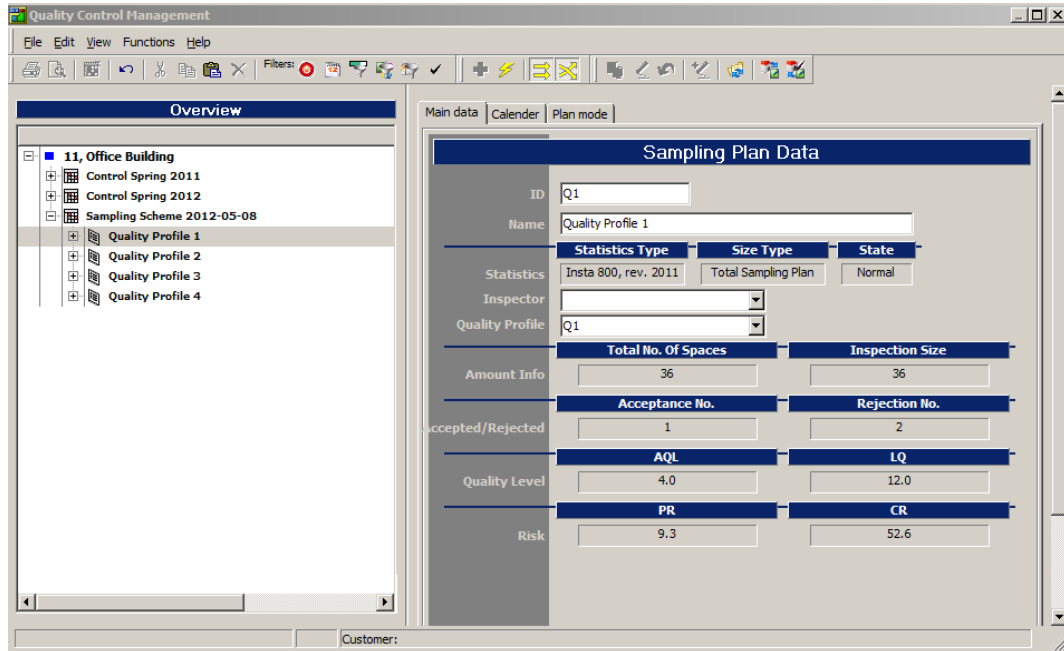 Quality Control Management
File Edit View Functions Help
Filters:
12
Overview
11, Office Building
Control Spring 2011
Control Spring 2012
Sampling Scheme 2012-05-08
Quality Profile 1
Quality Profile 2
Quality Profile 3
Quality Profile 4
Main data Calender Plan mode
Sampling Plan Data
ID Q1
Name Quality Profile 1
Statistics Type Size Type State
Statistics Insta 800, rev. 2011 Total Sampling Plan Normal
Inspector
Quality Profile Q1
Total No. Of Spaces Inspection Size
Amount Info 36 36
Acceptance No. Rejection No.
Accepted/Rejected 1 2
AQL LQ
Quality Level 4.0 12.0
PR CR
Risk 9.3 52.6
Customer: